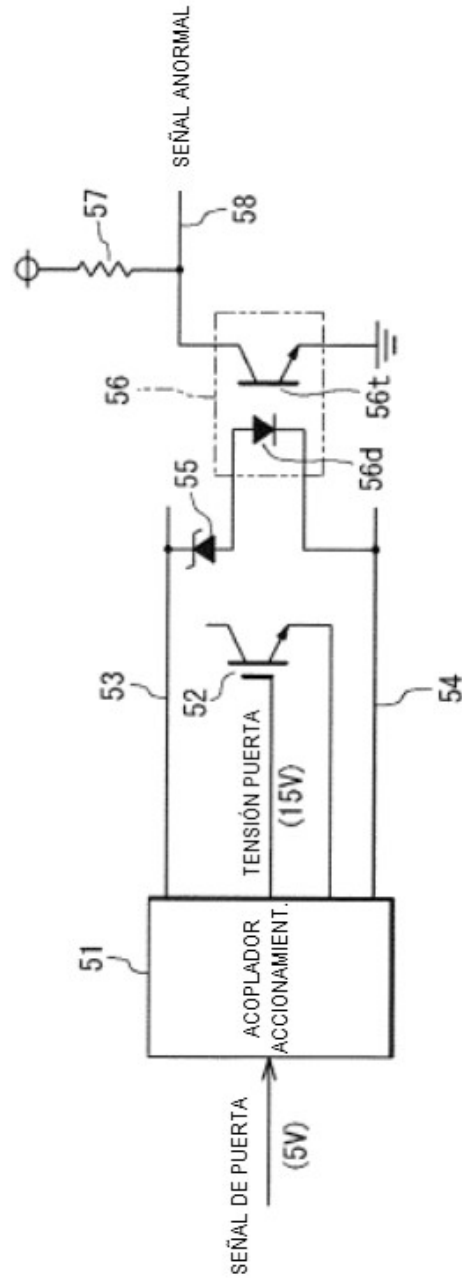 SEÑAL DE PUERTA
(5V)
51
ACOPLADOR
ACCIONAMIENT.
53
TENSIÓN PUERTA
(15V)
52
54
55
56
56d
56t
57
58
SEÑAL ANORMAL